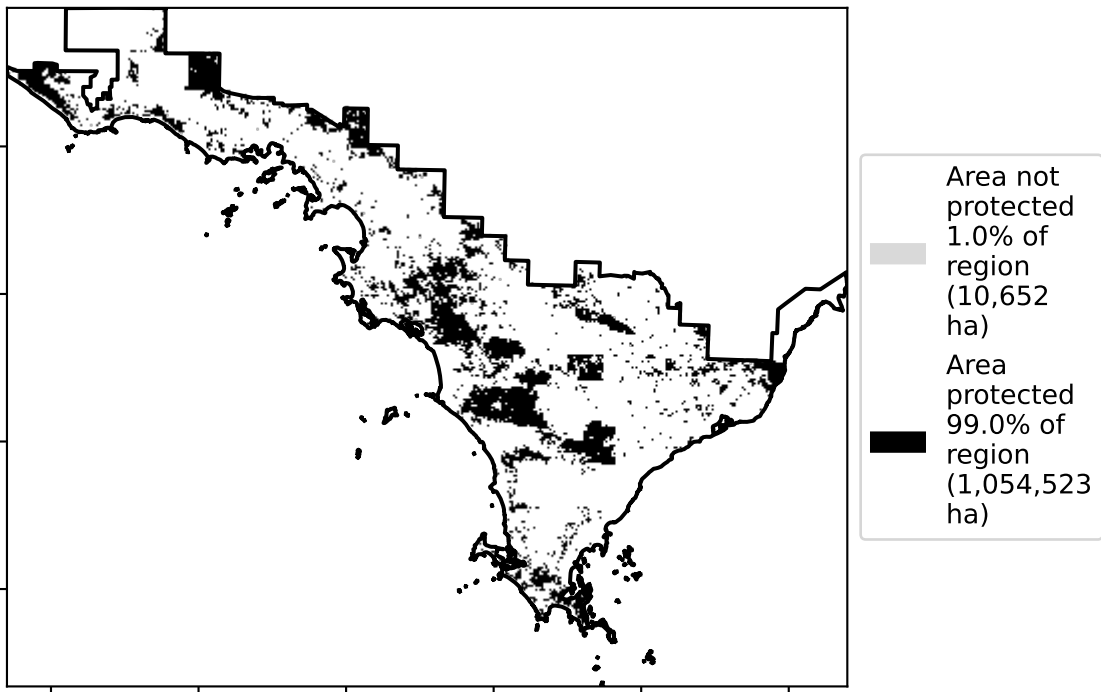 Area not
protected
1.0% of
region
(10,652
ha)
Area
protected
99.0% of
region
(1,054,523
ha)